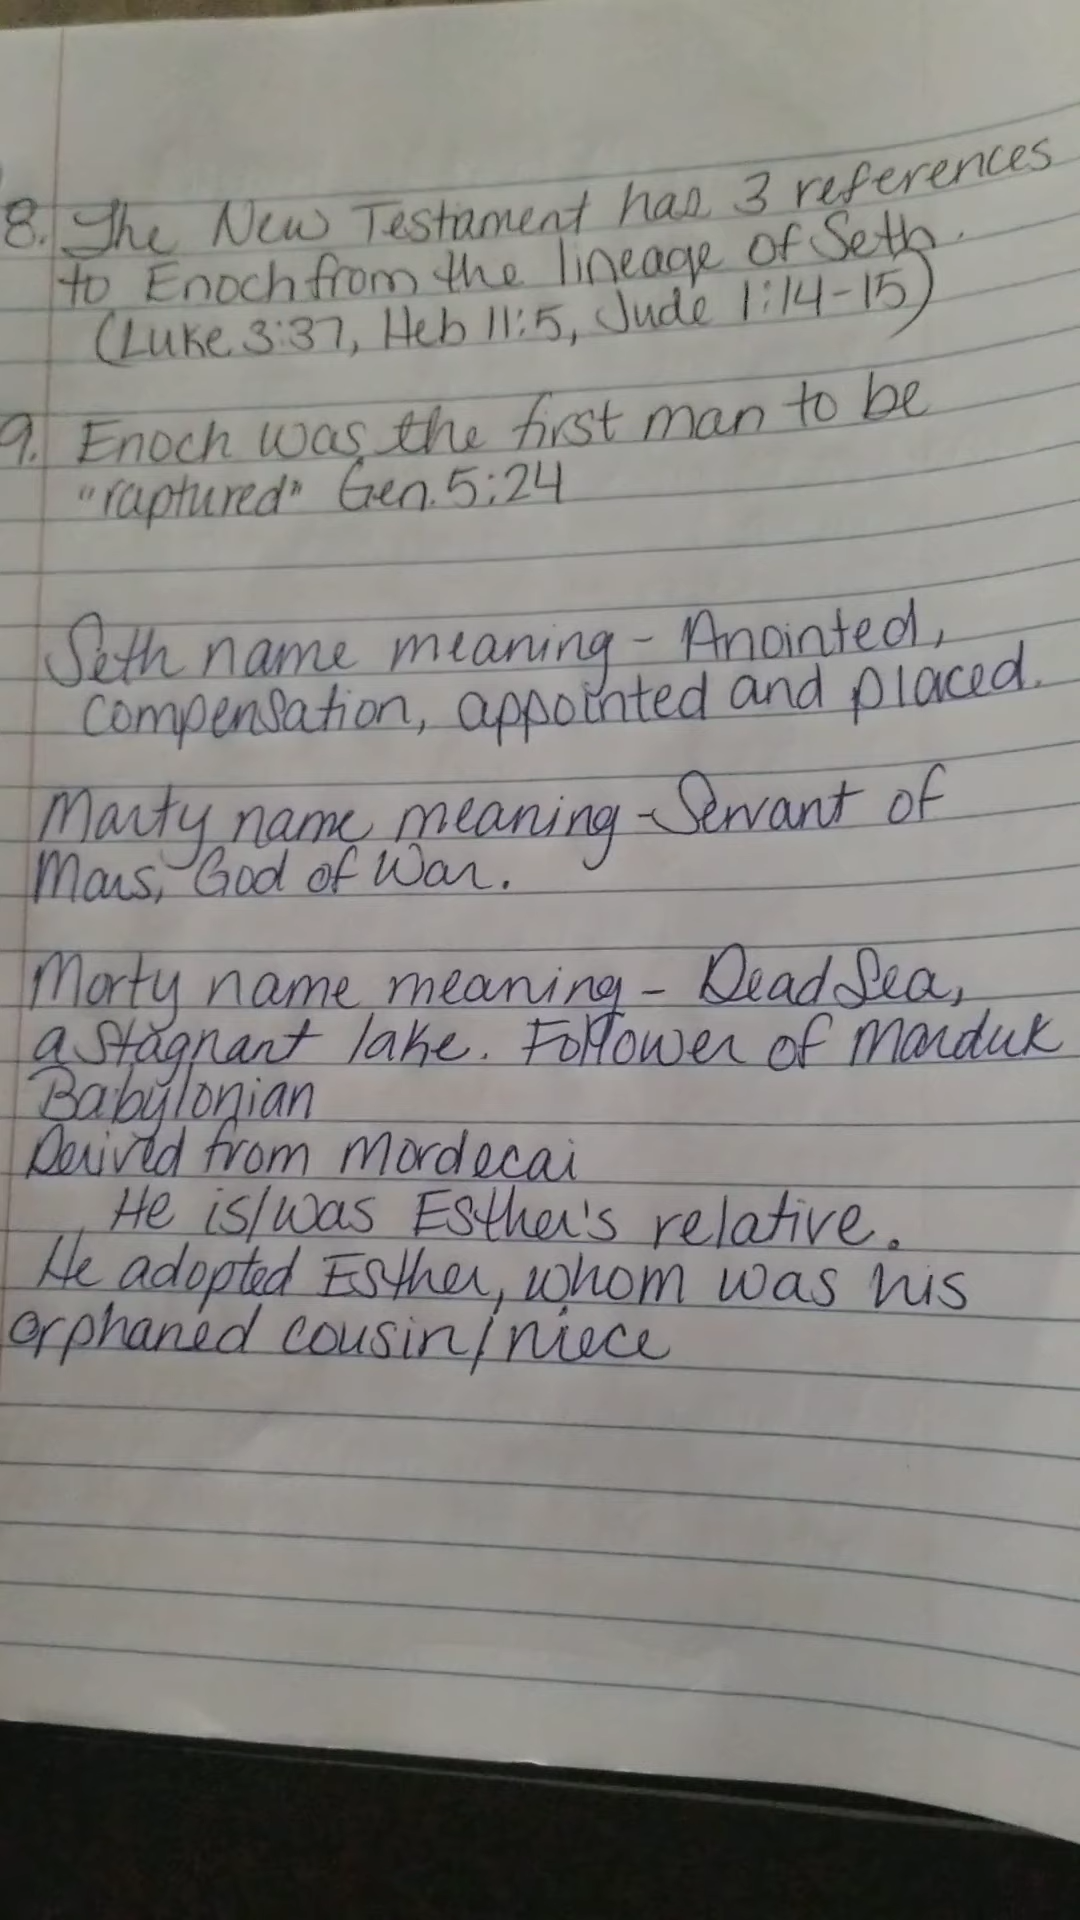 8. The New Testament has 3 references
to Enoch from the lineage of Seth.
(Luke 3:37, Heb 11:5, Jude 1:14-15)
9. Enoch was the first man to be
"raptured" Gen. 5:24
Seth name meaning - Anointed,
compensation, appointed and placed.
Marty name meaning - Servant of
Mars, God of War.
Morty name meaning - Dead Sea,
a stagnant lake. Follower of Marduk
Babylonian
Derived from Mordecai
He is/was Esther's relative.
He adopted Esther, whom was his
orphaned cousin/niece